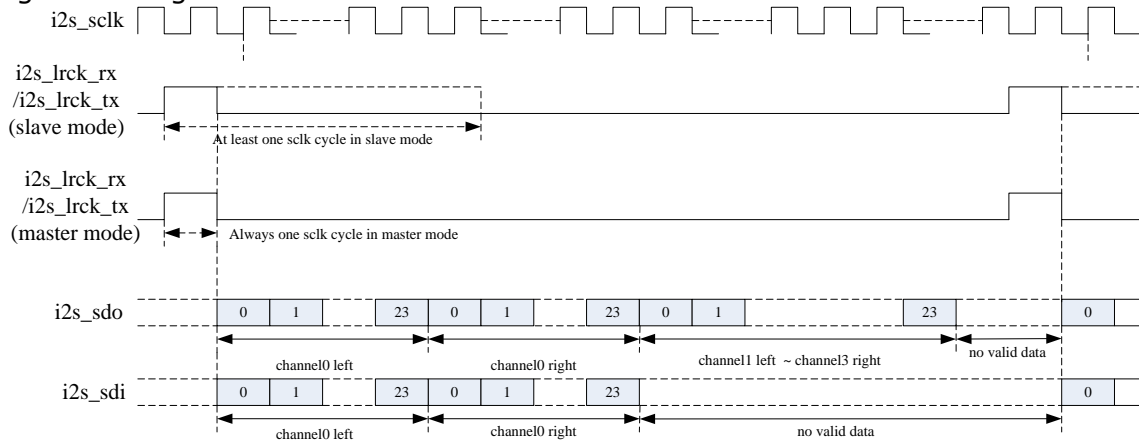 i2s_sclk
i2s_lrck_rx
/i2s_lrck_tx
(slave mode)
At least one sclk cycle in slave mode
i2s_lrck_rx
/i2s_lrck_tx
(master mode)
Always one sclk cycle in master mode
i2s_sdo
0 1 23 0 1 23 0 1 23 0
channel0 left channel0 right channel1 left ~ channel3 right no valid data
i2s_sdi
0 1 23 0 1 23 0
channel0 left channel0 right no valid data